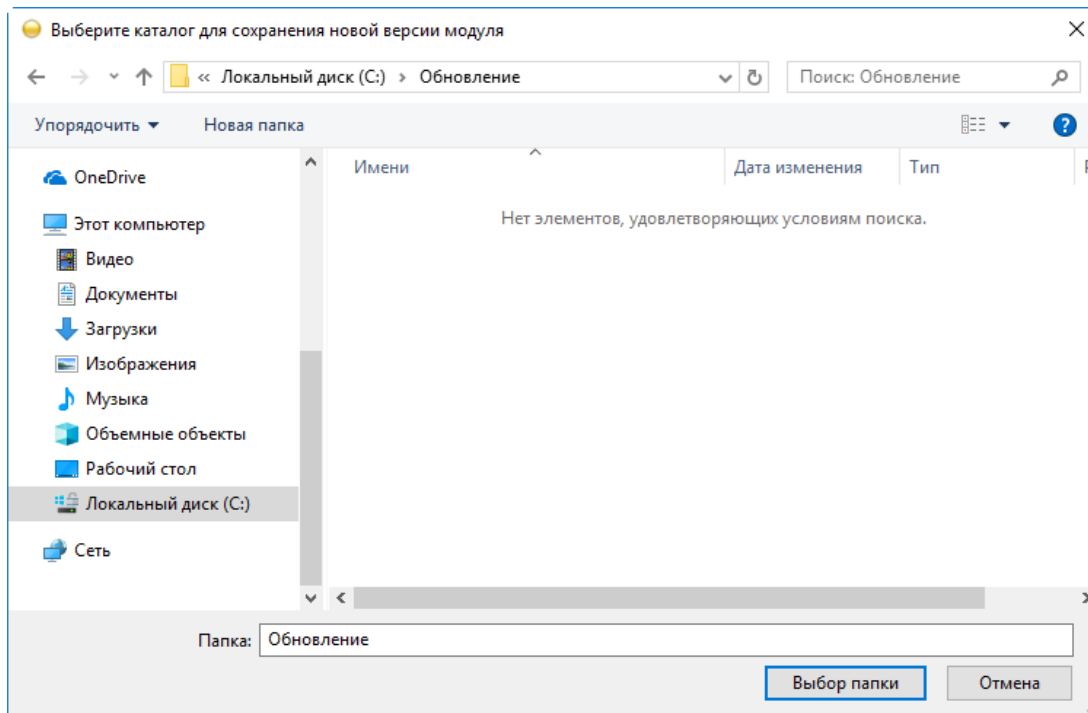 Выберите каталог для сохранения новой версии модуля
« Локальный диск (C:) › Обновление
Поиск: Обновление
Упорядочить
Новая папка
?
Имени
Дата изменения
Тип
OneDrive
Нет элементов, удовлетворяющих условиям поиска.
Этот компьютер
Видео
Документы
Загрузки
Изображения
Музыка
Объемные объекты
Рабочий стол
Локальный диск (C:)
Сеть
Папка: Обновление
Выбор папки
Отмена